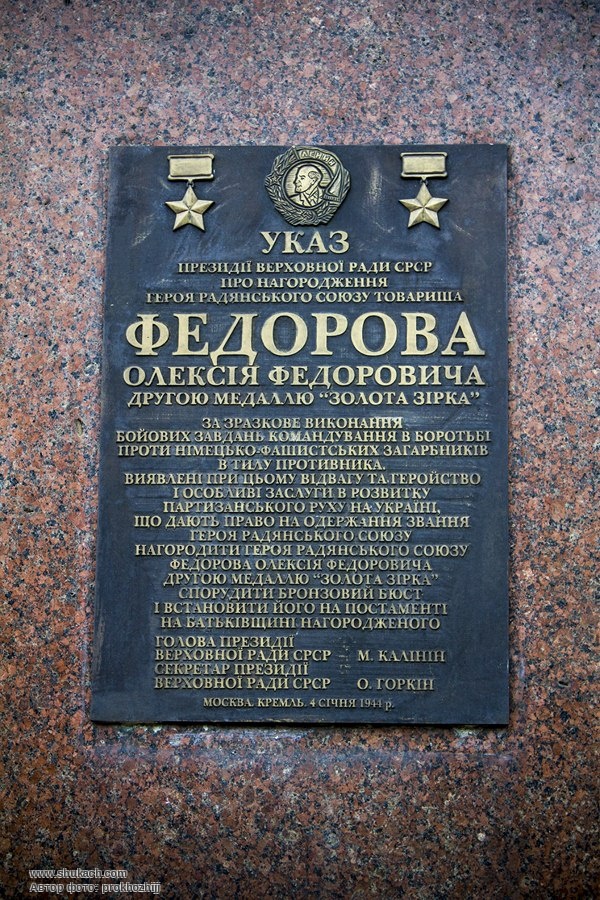 ЛЕНИН
УКАЗ
ПРЕЗИДІЇ ВЕРХОВНОЇ РАДИ СРСР
ПРО НАГОРОДЖЕННЯ
ГЕРОЯ РАДЯНСЬКОГО СОЮЗУ ТОВАРИША
ФЕДОРОВА
ОЛЕКСІЯ ФЕДОРОВИЧА
ДРУГОЮ МЕДАЛЛЮ “ЗОЛОТА ЗІРКА”
ЗА ЗРАЗКОВЕ ВИКОНАННЯ
БОЙОВИХ ЗАВДАНЬ КОМАНДУВАННЯ В БОРОТЬБІ
ПРОТИ НІМЕЦЬКО-ФАШИСТСЬКИХ ЗАГАРБНИКІВ
В ТИЛУ ПРОТИВНИКА.
ВИЯВЛЕНІ ПРИ ЦЬОМУ ВІДВАГУ ТА ГЕРОЙСТВО
І ОСОБЛИВІ ЗАСЛУГИ В РОЗВИТКУ
ПАРТИЗАНСЬКОГО РУХУ НА УКРАЇНІ,
ЩО ДАЮТЬ ПРАВО НА ОДЕРЖАННЯ ЗВАННЯ
ГЕРОЯ РАДЯНСЬКОГО СОЮЗУ
НАГОРОДИТИ ГЕРОЯ РАДЯНСЬКОГО СОЮЗУ
ФЕДОРОВА ОЛЕКСІЯ ФЕДОРОВИЧА
ДРУГОЮ МЕДАЛЛЮ “ЗОЛОТА ЗІРКА”
СПОРУДИТИ БРОНЗОВИЙ БЮСТ
І ВСТАНОВИТИ ЙОГО НА ПОСТАМЕНТІ
НА БАТЬКІВЩИНІ НАГОРОДЖЕНОГО
ГОЛОВА ПРЕЗИДІЇ
ВЕРХОВНОЇ РАДИ СРСР – М. КАЛІНІН
СЕКРЕТАР ПРЕЗИДІЇ
ВЕРХОВНОЇ РАДИ СРСР – О. ГОРКІН
МОСКВА. КРЕМЛЬ. 4 СІЧНЯ 1944 р.
www.shukach.com
Автор фото: prokhozhijj